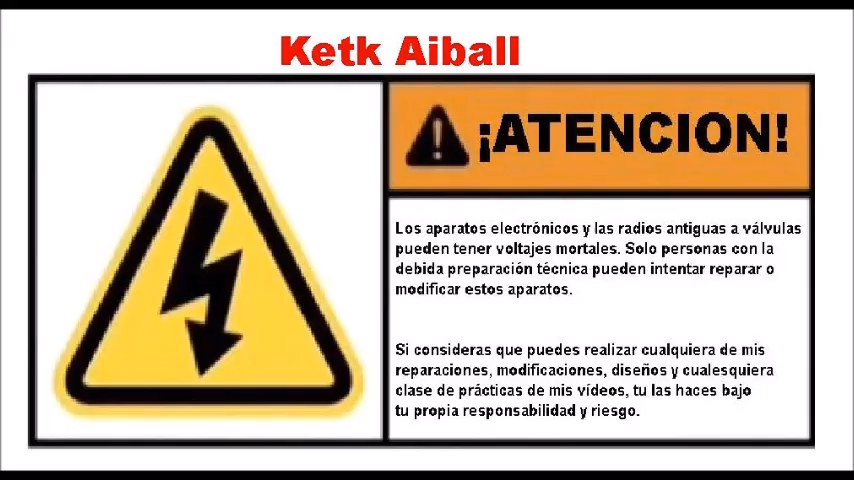 Ketk Aiball
¡ATENCION!
Los aparatos electrónicos y las radios antiguas a válvulas
pueden tener voltajes mortales. Solo personas con la
debida preparación técnica pueden intentar reparar o
modificar estos aparatos.
Si consideras que puedes realizar cualquiera de mis
reparaciones, modificaciones, diseños y cualesquiera
clase de prácticas de mis vídeos, tu las haces bajo
tu propia responsabilidad y riesgo.